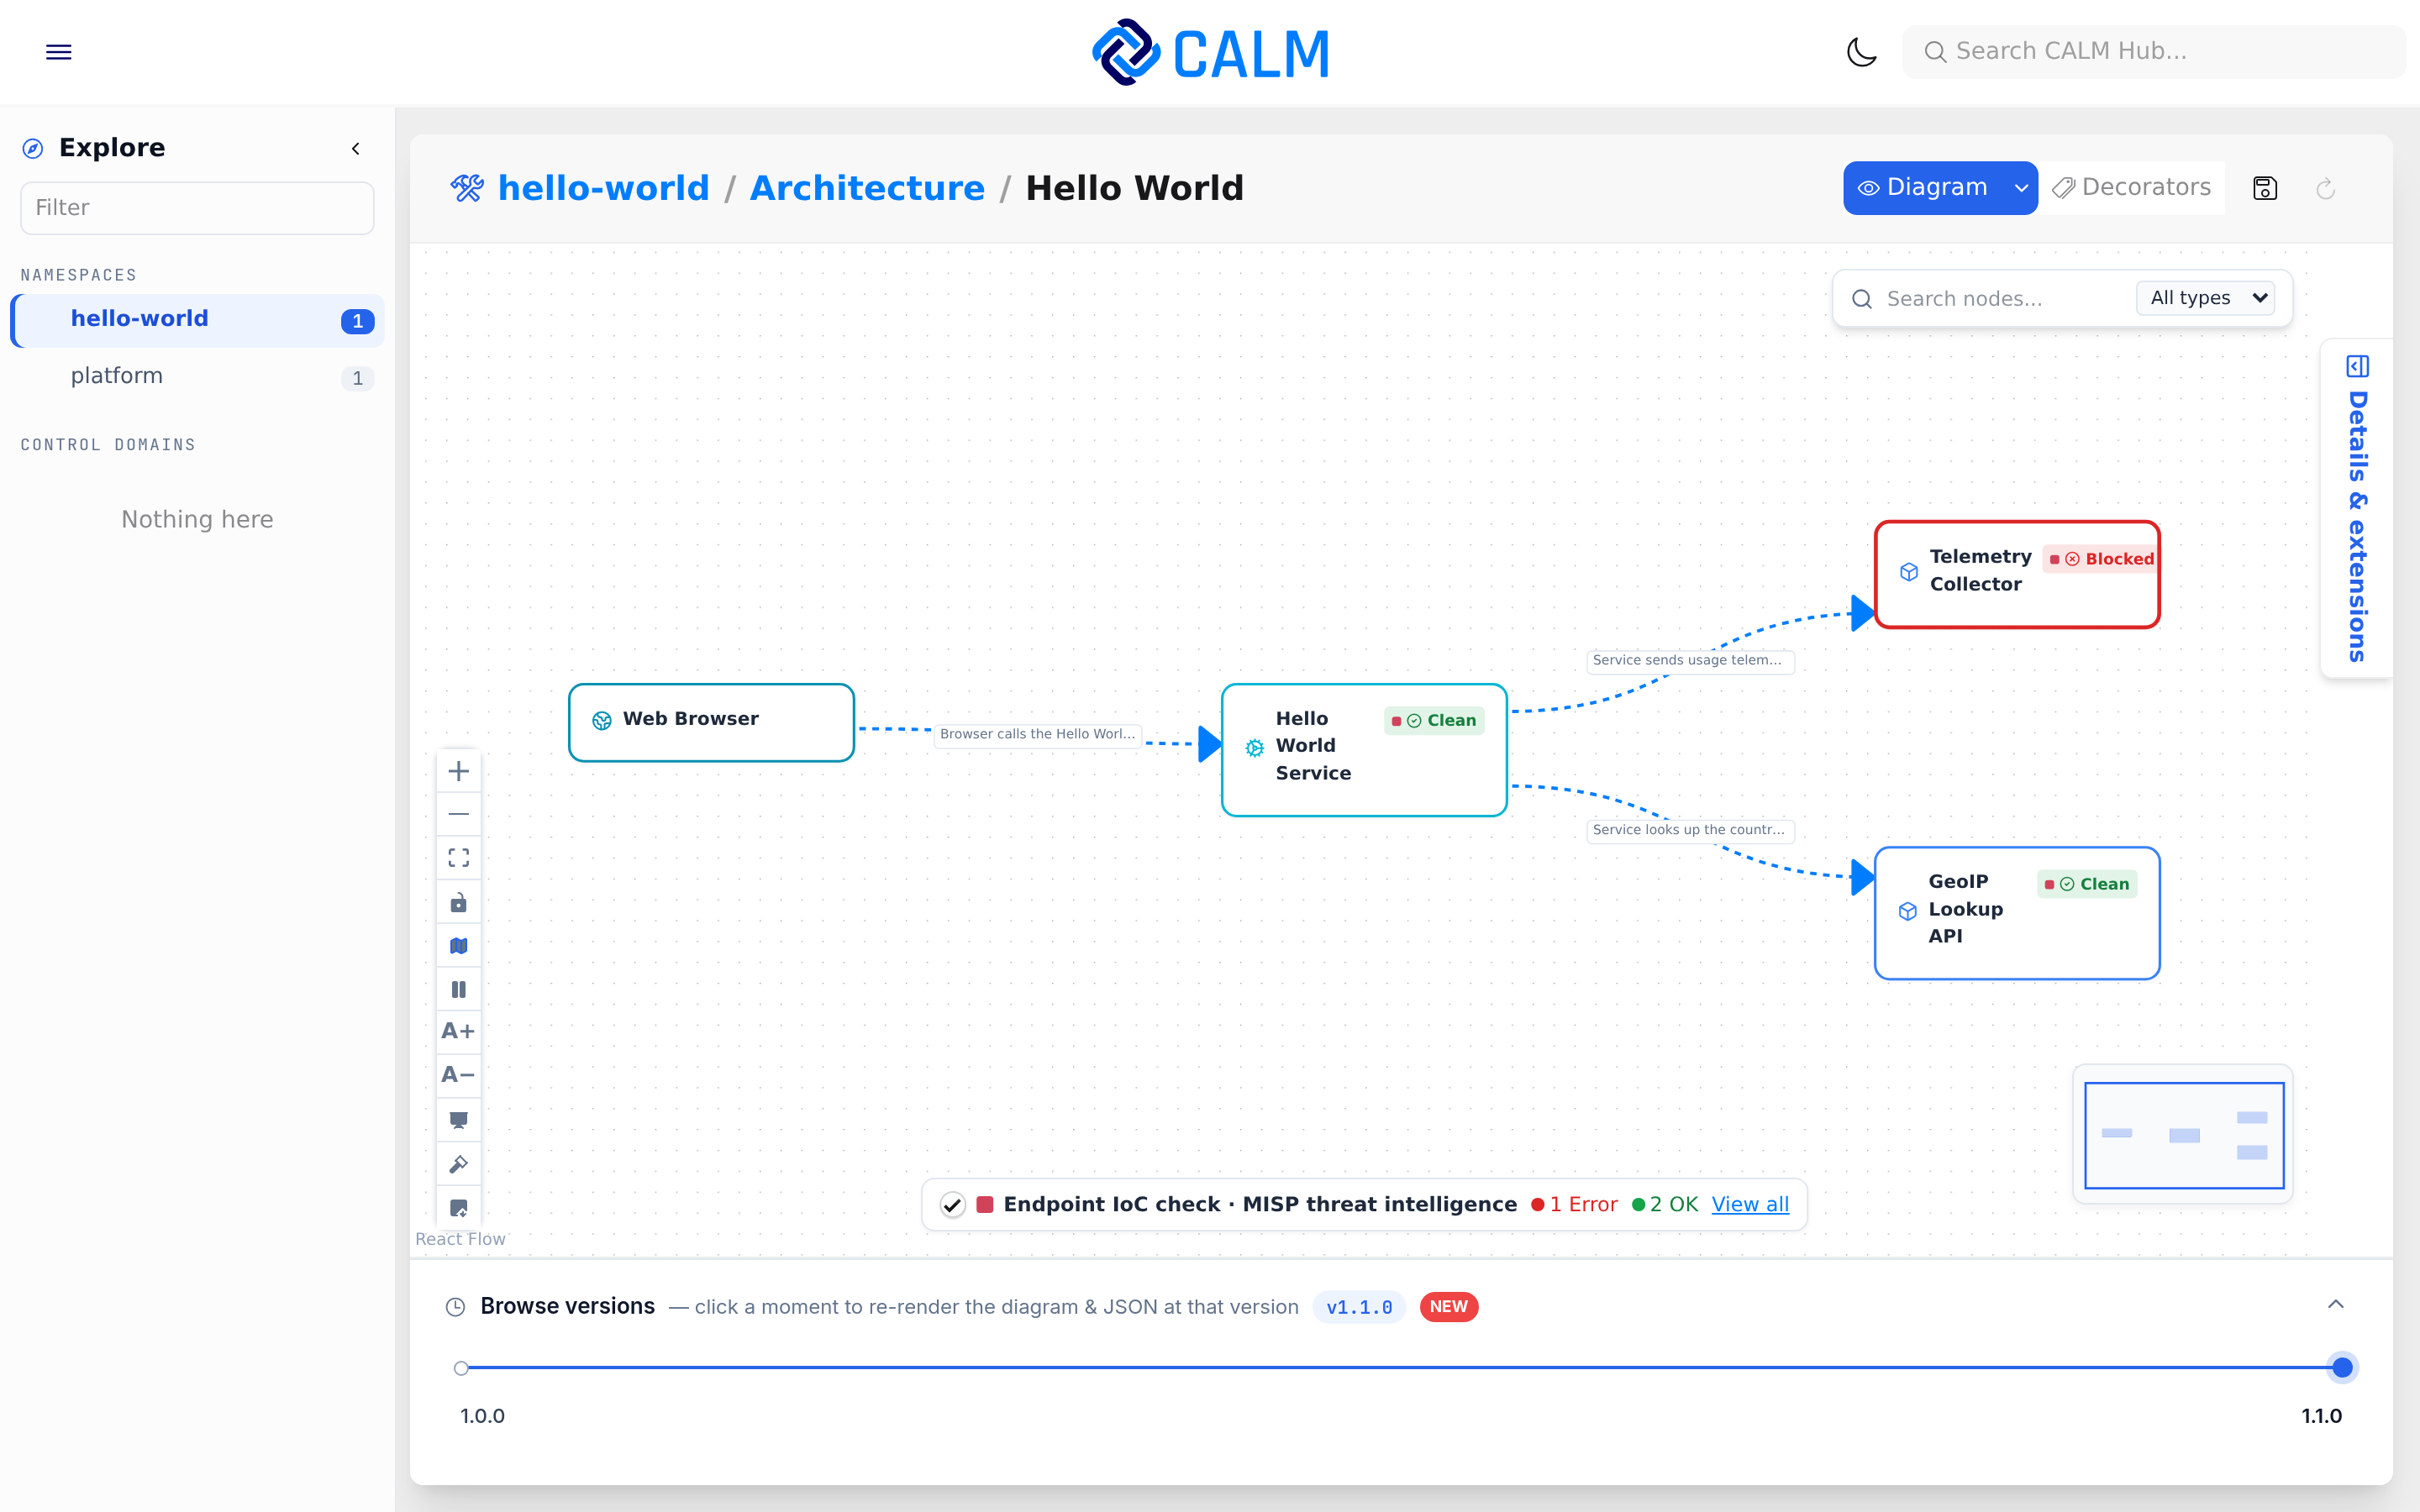 CALM
Search CALM Hub...
Explore
Filter
NAMESPACES
hello-world 1
platform 1
CONTROL DOMAINS
Nothing here
hello-world / Architecture / Hello World
Diagram
Decorators
Search nodes...
All types
Details & extensions
Telemetry
Collector
Blocked
Service sends usage telem...
Web Browser
Browser calls the Hello Worl...
Hello
World
Service
Clean
Service looks up the countr...
GeoIP
Lookup
API
Clean
A+
A−
Endpoint IoC check · MISP threat intelligence 1 Error 2 OK View all
React Flow
Browse versions — click a moment to re-render the diagram & JSON at that version v1.1.0 NEW
1.0.0
1.1.0